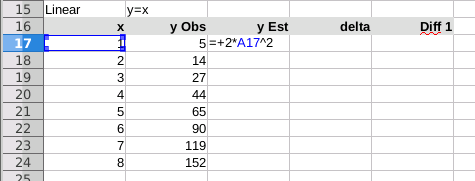 15 Linear y=x
16 x y Obs y Est delta Diff 1
17 1 5 =+2*A17^2
18 2 14
19 3 27
20 4 44
21 5 65
22 6 90
23 7 119
24 8 152
25